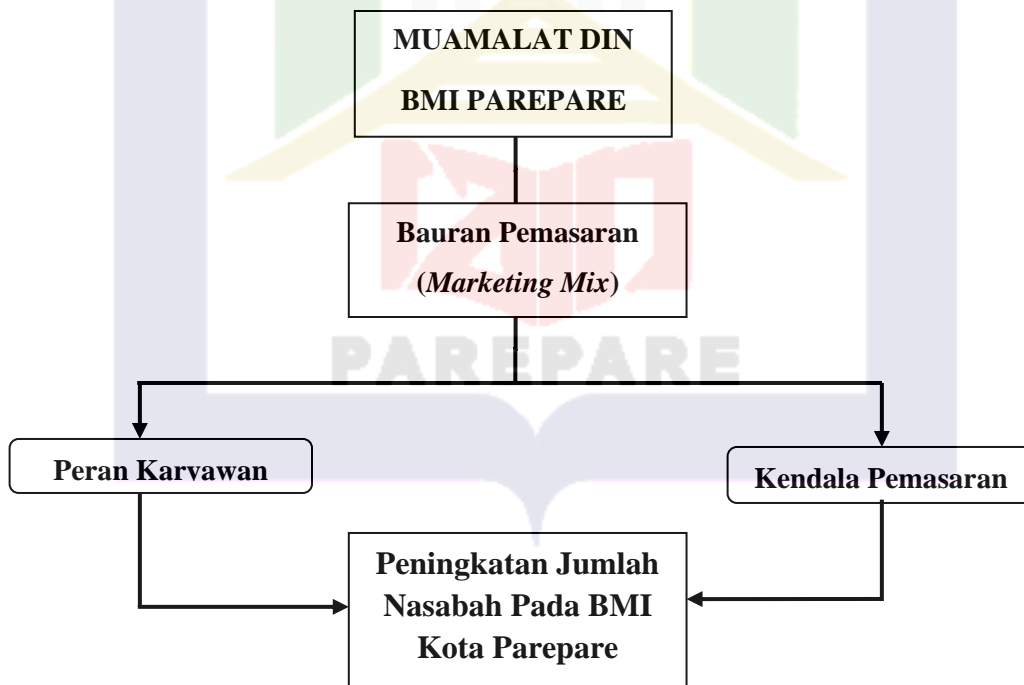 MUAMALAT DIN
BMI PAREPARE
Bauran Pemasaran
(Marketing Mix)
PAREPARE
Peran Karvawan
Kendala Pemasaran
Peningkatan Jumlah
Nasabah Pada BMI
Kota Parepare